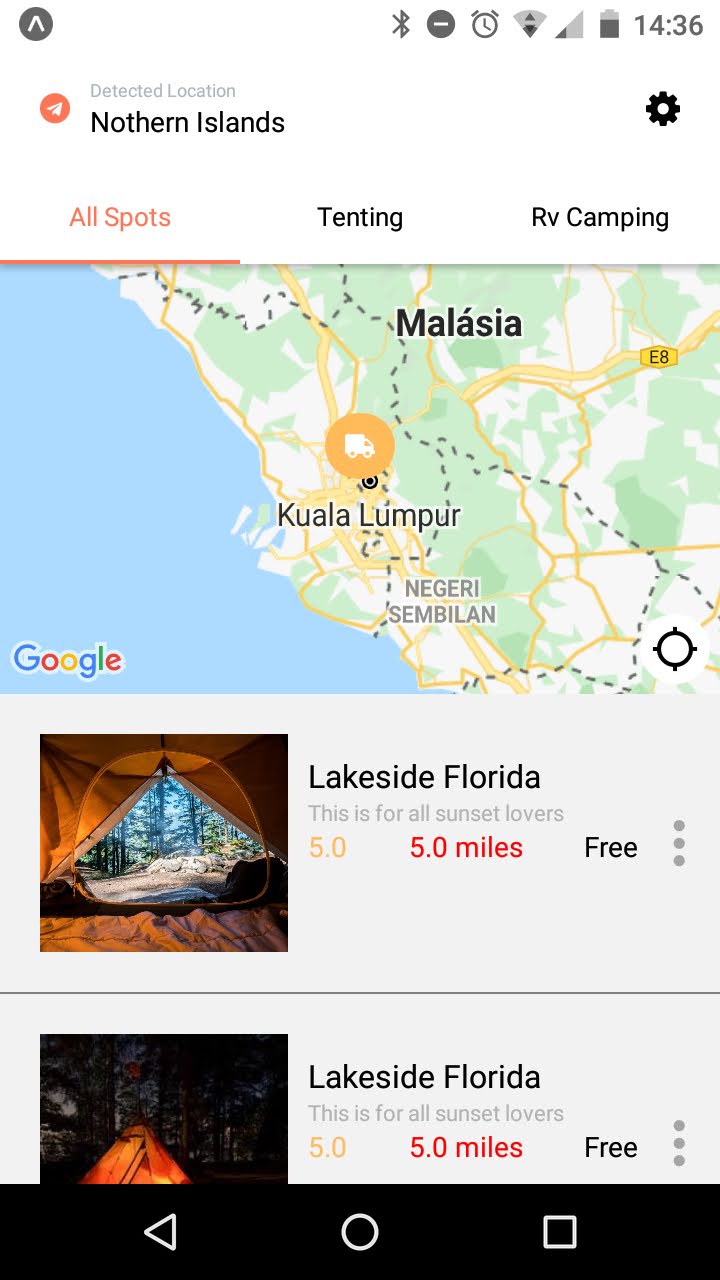 14:36
Detected Location
Nothern Islands
All Spots Tenting Rv Camping
Malásia
E8
Kuala Lumpur
NEGERI
SEMBILAN
Google
Lakeside Florida
This is for all sunset lovers
5.0 5.0 miles Free
Lakeside Florida
This is for all sunset lovers
5.0 5.0 miles Free